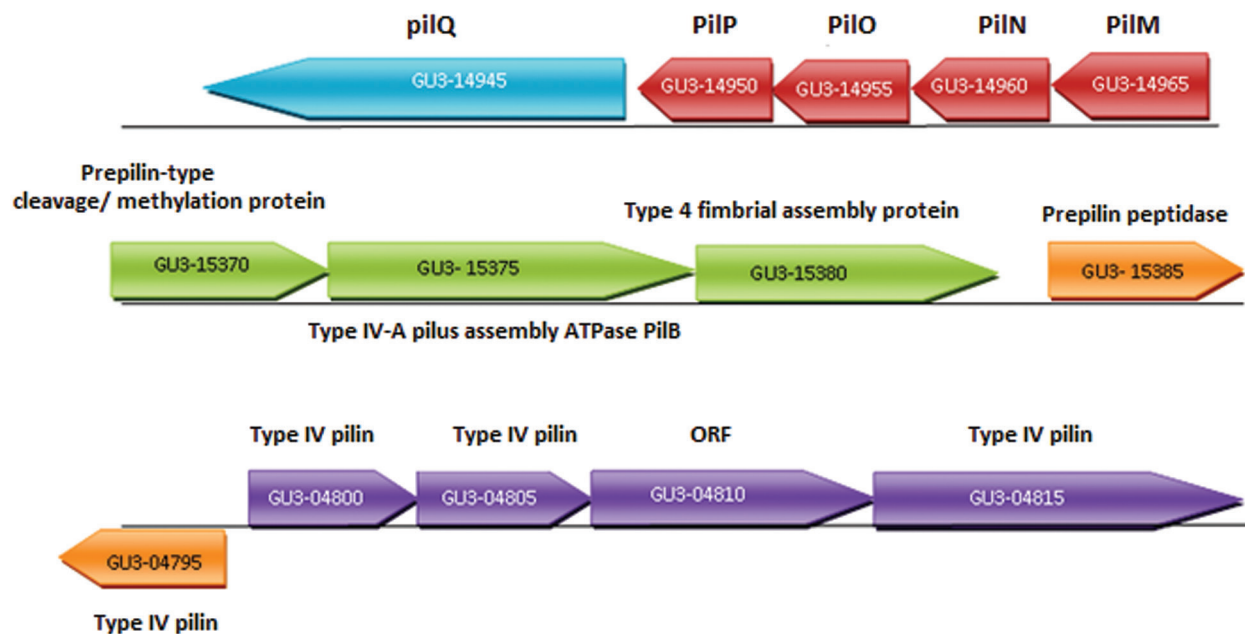 pilQ PilP PilO PilN PilM
GU3-14945 GU3-14950 GU3-14955 GU3-14960 GU3-14965
Prepilin-type
cleavage/ methylation protein
Type 4 fimbrial assembly protein
Prepilin peptidase
GU3-15370 GU3- 15375 GU3-15380 GU3- 15385
Type IV-A pilus assembly ATPase PilB
Type IV pilin Type IV pilin ORF Type IV pilin
GU3-04800 GU3-04805 GU3-04810 GU3-04815
GU3-04795
Type IV pilin